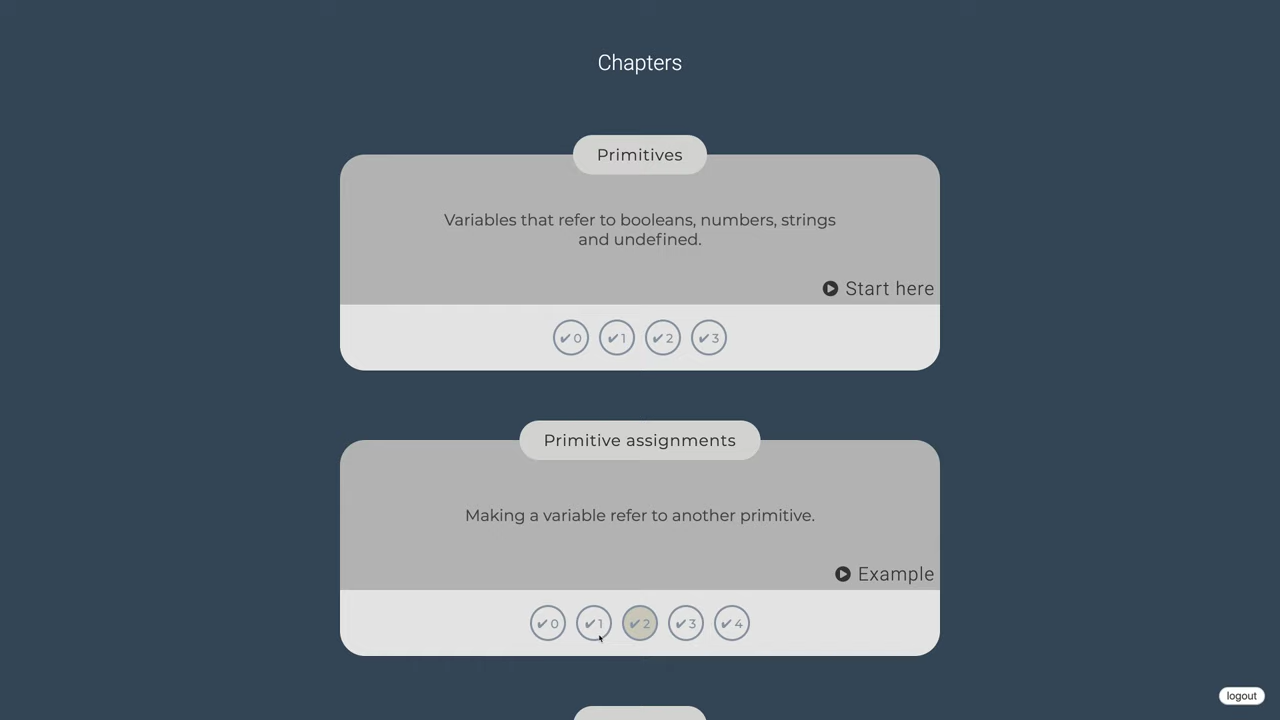 Chapters
Primitives
Variables that refer to booleans, numbers, strings
and undefined.
Start here
✔0 ✔1 ✔2 ✔3
Primitive assignments
Making a variable refer to another primitive.
Example
✔0 ✔1 ✔2 ✔3 ✔4
logout